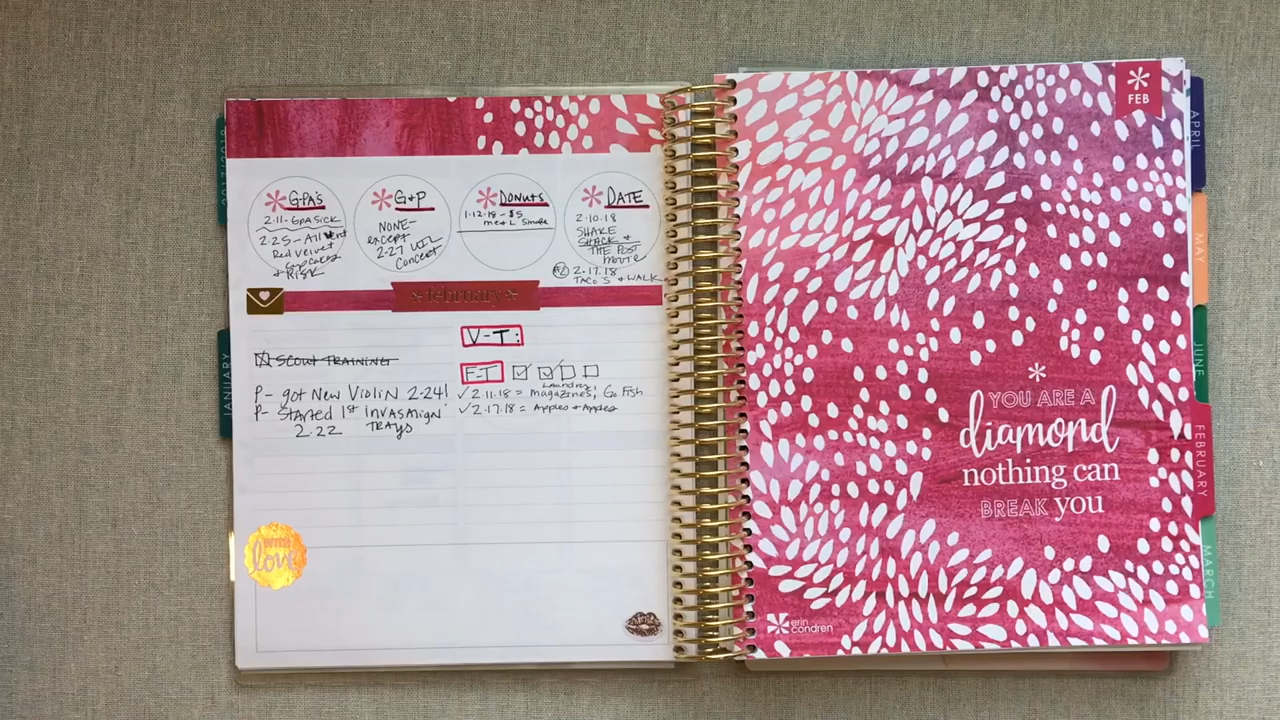 G-PA'S
2.11 - GPA SICK
2.25 - All went
Red velvet
+ RISK
G+P
NONE -
except
2-27 UIL
Concert
DONUTS
1-12-18 - $5
me + L
DATE
2.10.18
SHAKE
SHACK +
THE POST
movie
#2 2.17.18
TACO'S + WALK
february
V-T:
SCOUT TRAINING
F-T
P - got New Violin 2-24!
P - Started 1st Invasalign
2.22 TRAYS
Laundry,
2.11.18 = magazines, Go Fish
2.17.18 = Apples + Apples
with
love
2017/2018
JANUARY
FEB
YOU ARE A
diamond
nothing can
BREAK you
erin
condren
APRIL
MAY
JUNE
FEBRUARY
MARCH